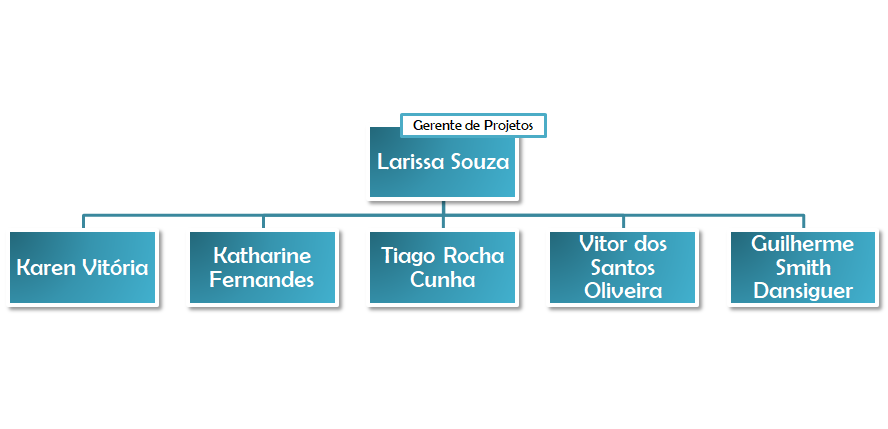 Gerente de Projetos
Larissa Souza
Karen Vitória
Katharine
Fernandes
Tiago Rocha
Cunha
Vitor dos
Santos
Oliveira
Guilherme
Smith
Dansiguer